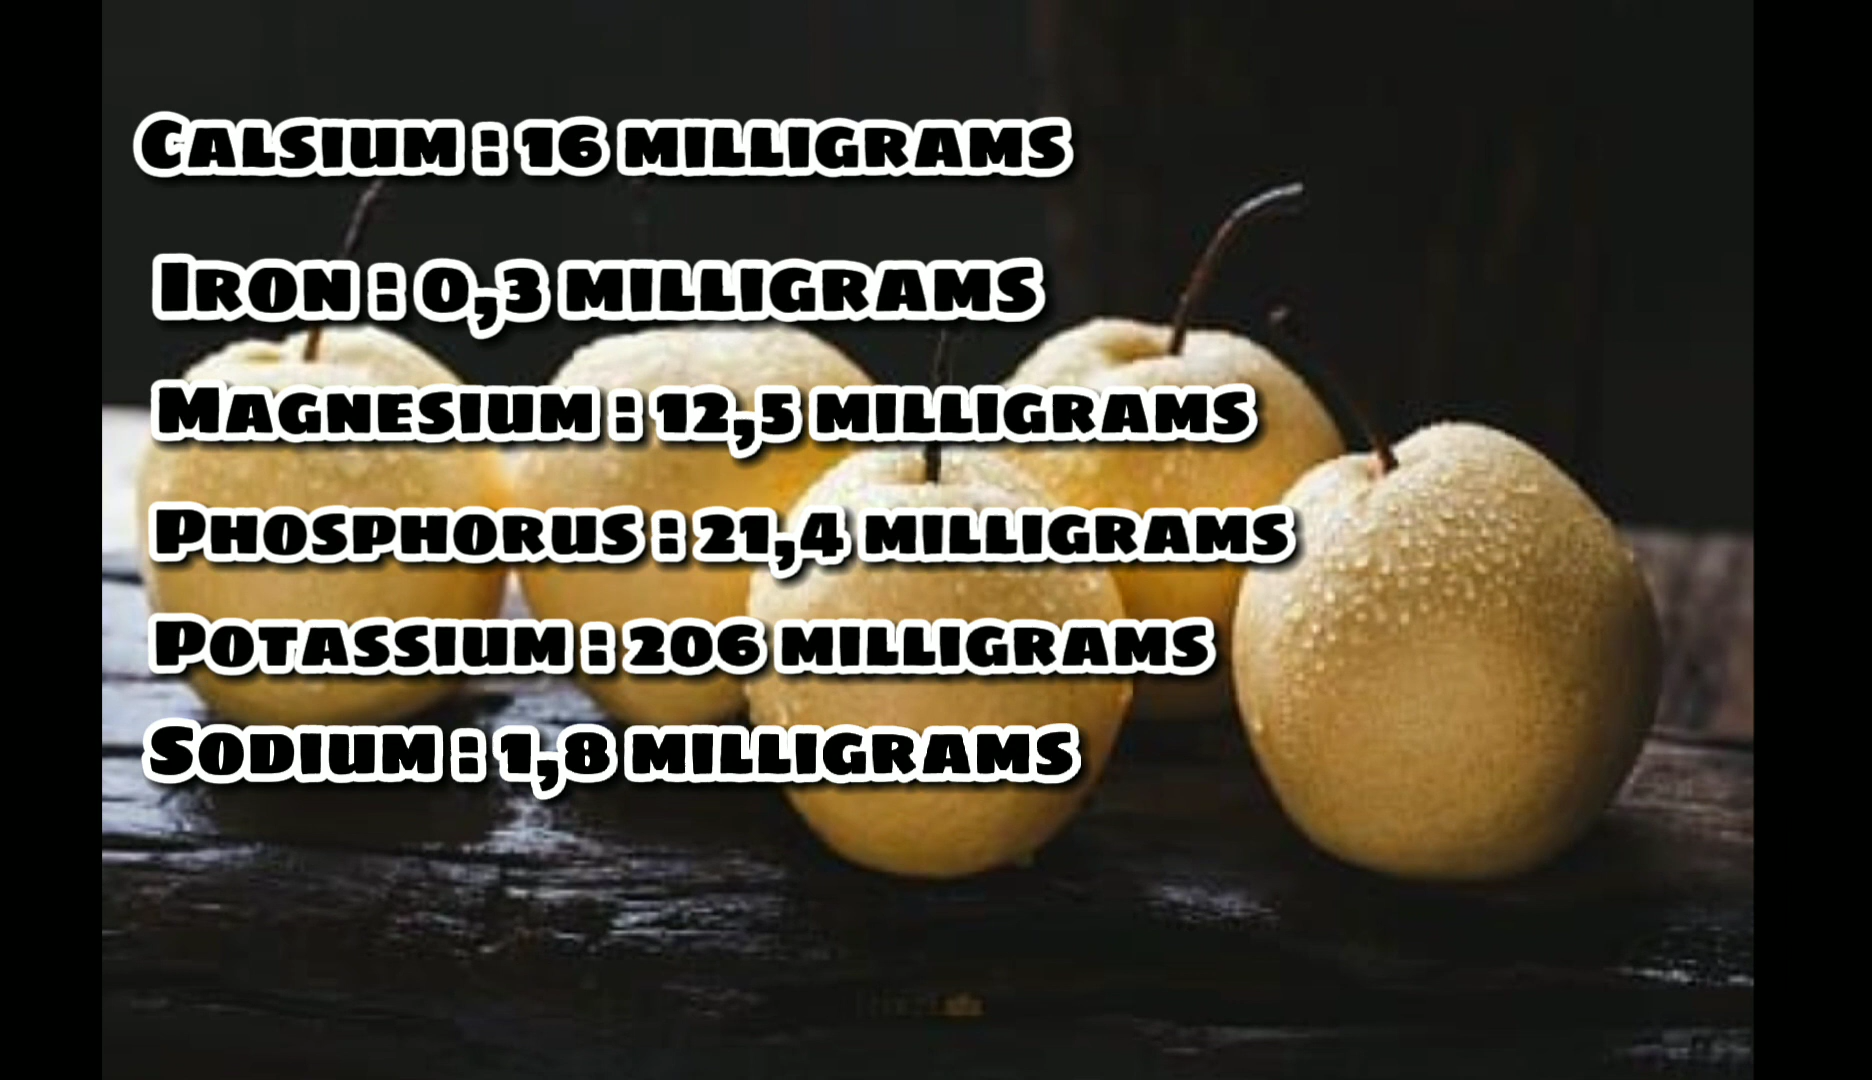 Calsium : 16 milligrams
Iron : 0,3 milligrams
Magnesium : 12,5 milligrams
Phosphorus : 21,4 milligrams
Potassium : 206 milligrams
Sodium : 1,8 milligrams